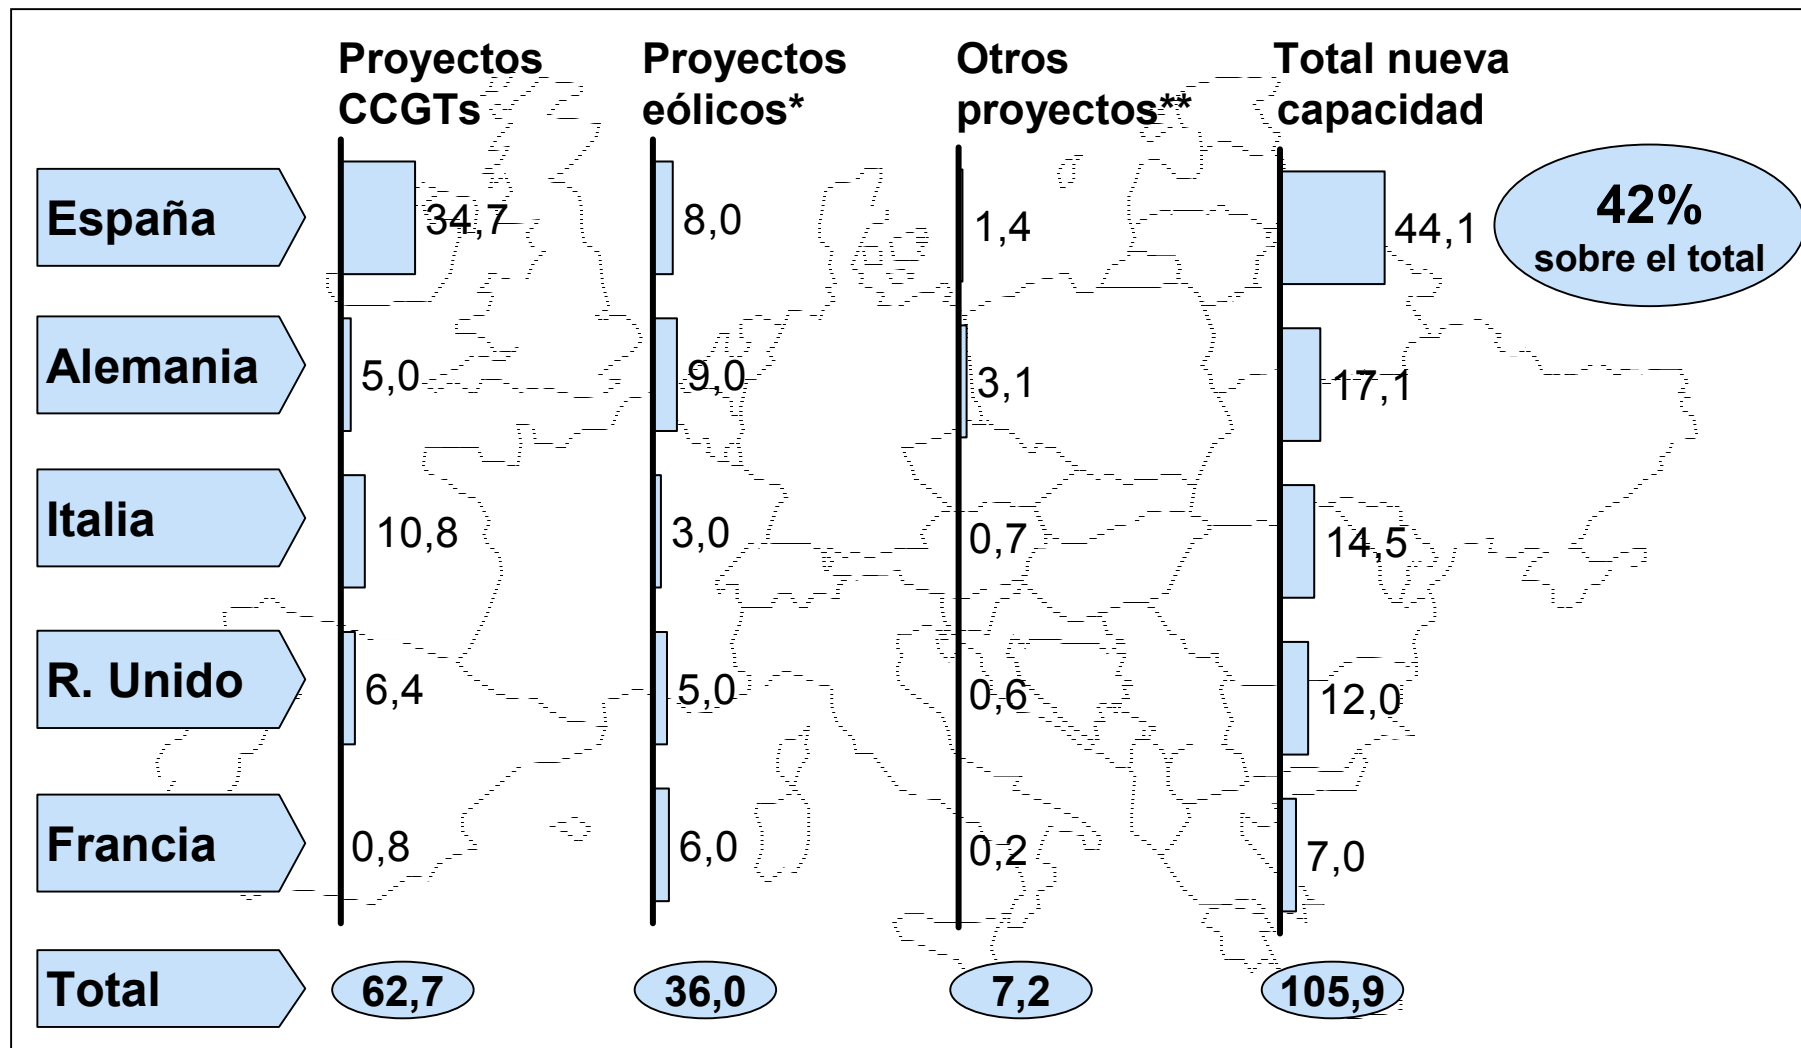 Proyectos CCGTs
Proyectos eólicos*
Otros proyectos**
Total nueva capacidad
España
34,7
8,0
1,4
44,1
42%
sobre el total
Alemania
5,0
9,0
3,1
17,1
Italia
10,8
3,0
0,7
14,5
R. Unido
6,4
5,0
0,6
12,0
Francia
0,8
6,0
0,2
7,0
Total
62,7
36,0
7,2
105,9